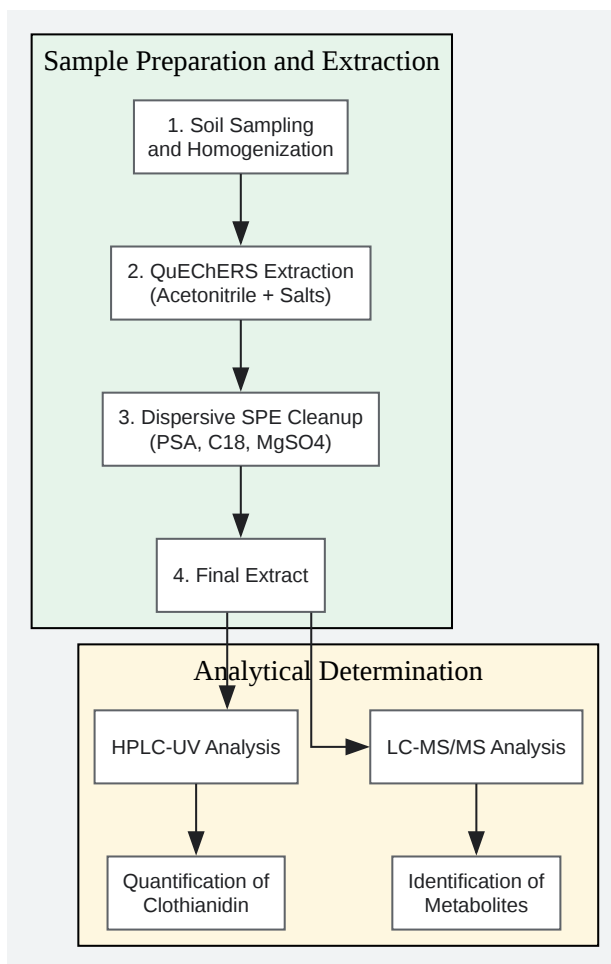 Sample Preparation and Extraction
1. Soil Sampling
and Homogenization
2. QuEChERS Extraction
(Acetonitrile + Salts)
3. Dispersive SPE Cleanup
(PSA, C18, MgSO4)
4. Final Extract
Analytical Determination
HPLC-UV Analysis
LC-MS/MS Analysis
Quantification of
Clothianidin
Identification of
Metabolites